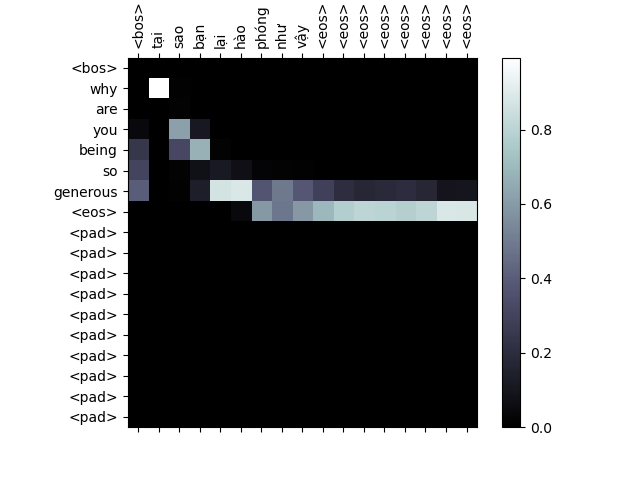 <bos> tại sao bạn lại hào phóng như vậy <eos> <eos> <eos> <eos> <eos> <eos> <eos> <eos>
<bos>
why
are
you
being
so
generous
<eos>
<pad>
<pad>
<pad>
<pad>
<pad>
<pad>
<pad>
<pad>
<pad>
<pad>
0.8
0.6
0.4
0.2
0.0